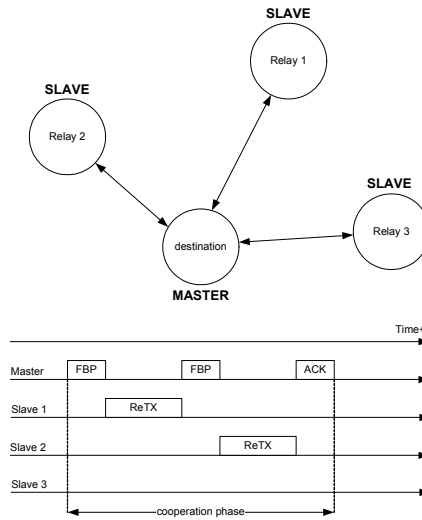 SLAVE
Relay 1
SLAVE
Relay 2
SLAVE
Relay 3
destination
MASTER
Time+
Master FBP FBP ACK
Slave 1 ReTX
Slave 2 ReTX
Slave 3
cooperation phase